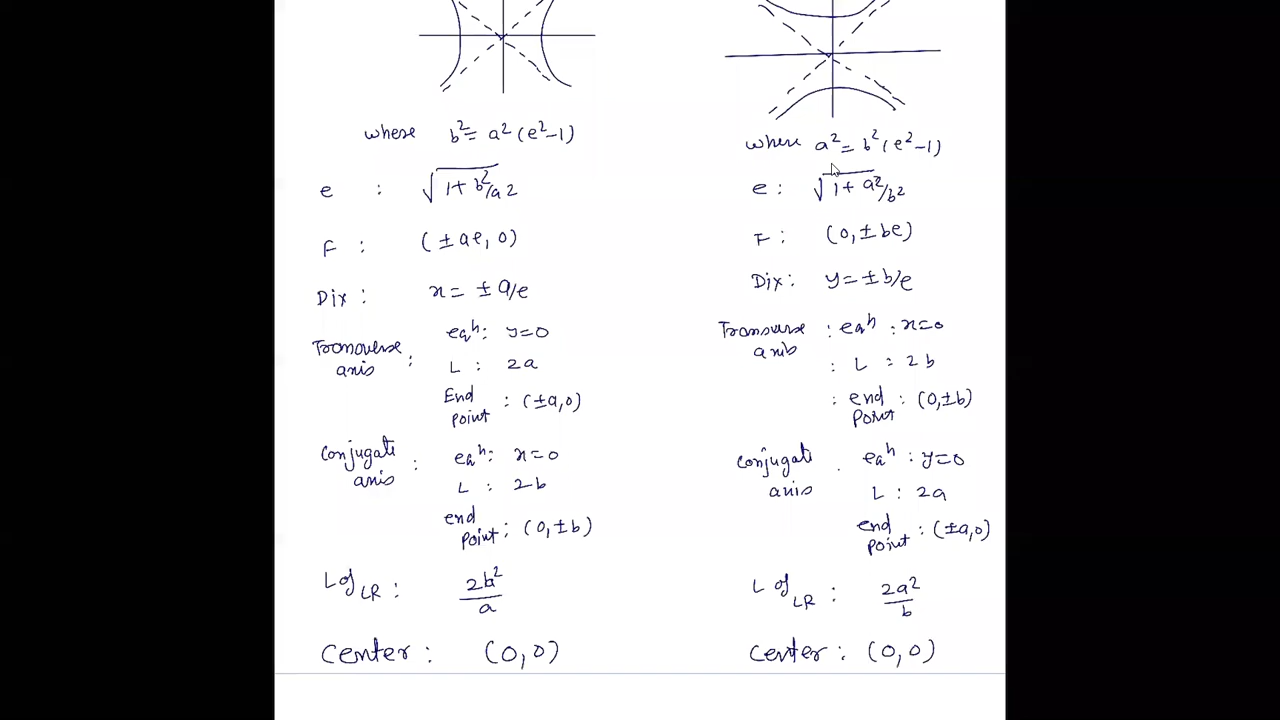 where b² = a² (e²-1)
e : √1+ b²/a2
F : (±ae, 0)
Dix : x = ± a/e
Transverse axis :
eqⁿ: y=0
L : 2a
End point : (±a,0)
Conjugate axis :
eqⁿ: x=0
L : 2b
end point : (0, ±b)
L of LR : 2b²/a
center : (0,0)
where a² = b² (e²-1)
e : √1+ a²/b²
F : (0, ±be)
Dix : y = ±b/e
Transverse axis : eqⁿ : x=0
: L = 2b
: end point : (0,±b)
Conjugate axis .
eqⁿ : y=0
L : 2a
end point : (±a,0)
L of LR : 2a²/b
center : (0,0)